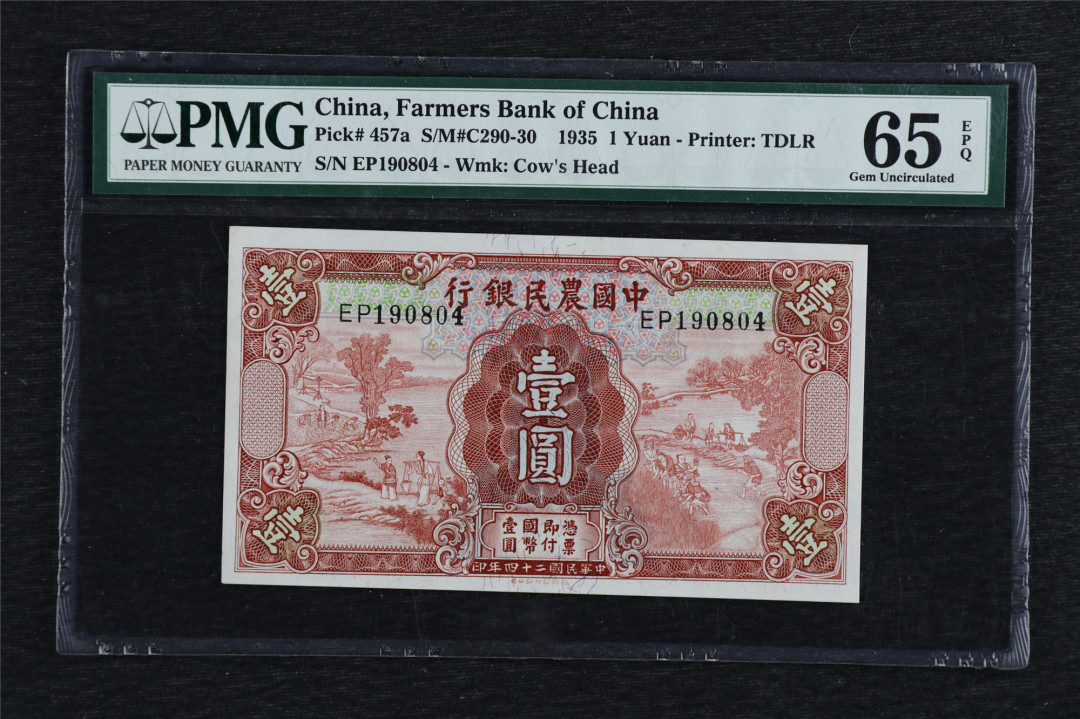 PMG
PAPER MONEY GUARANTY
China, Farmers Bank of China
Pick# 457a S/M#C290-30 1935 1 Yuan - Printer: TDLR
S/N EP190804 - Wmk: Cow's Head
65
EPQ
Gem Uncirculated
壹
壹
中國農民銀行
EP190804
EP190804
壹圓
憑票
即付
國幣
壹圓
壹
壹
中華民國二十四年印